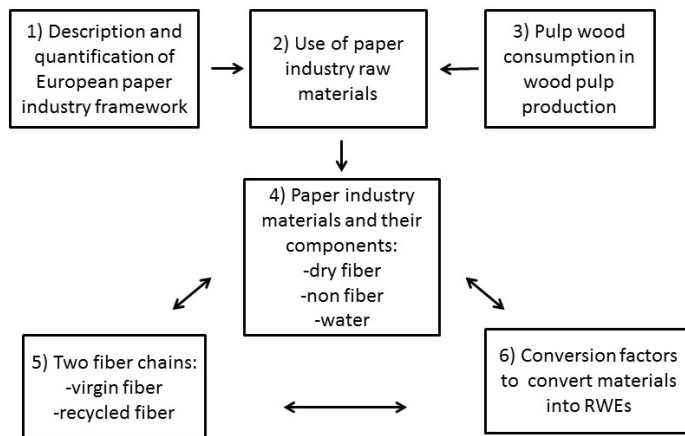 1) Description and
quantification of
European paper
industry framework
2) Use of paper
industry raw
materials
3) Pulp wood
consumption in
wood pulp
production
4) Paper industry
materials and their
components:
-dry fiber
-non fiber
-water
5) Two fiber chains:
-virgin fiber
-recycled fiber
6) Conversion factors
to convert materials
into RWEs